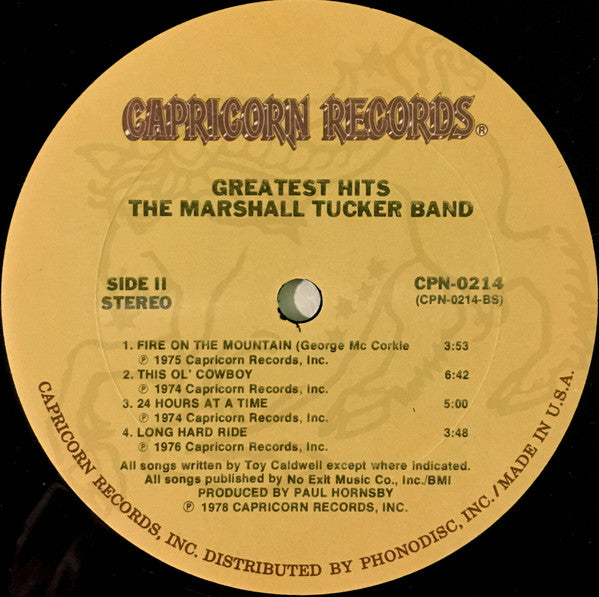 CAPRICORN RECORDS®
GREATEST HITS
THE MARSHALL TUCKER BAND
SIDE II
STEREO
CPN-0214
(CPN-0214-BS)
1. FIRE ON THE MOUNTAIN (George Mc Corkle 3:53
℗ 1975 Capricorn Records, Inc.
2. THIS OL' COWBOY 6:42
℗ 1974 Capricorn Records, Inc.
3. 24 HOURS AT A TIME 5:00
℗ 1974 Capricorn Records, Inc.
4. LONG HARD RIDE 3:48
℗ 1976 Capricorn Records, Inc.
All songs written by Toy Caldwell except where indicated.
All songs published by No Exit Music Co., Inc./BMI
PRODUCED BY PAUL HORNSBY
℗ 1978 CAPRICORN RECORDS, INC.
CAPRICORN RECORDS, INC. DISTRIBUTED BY PHONODISC, INC./MADE IN U.S.A.